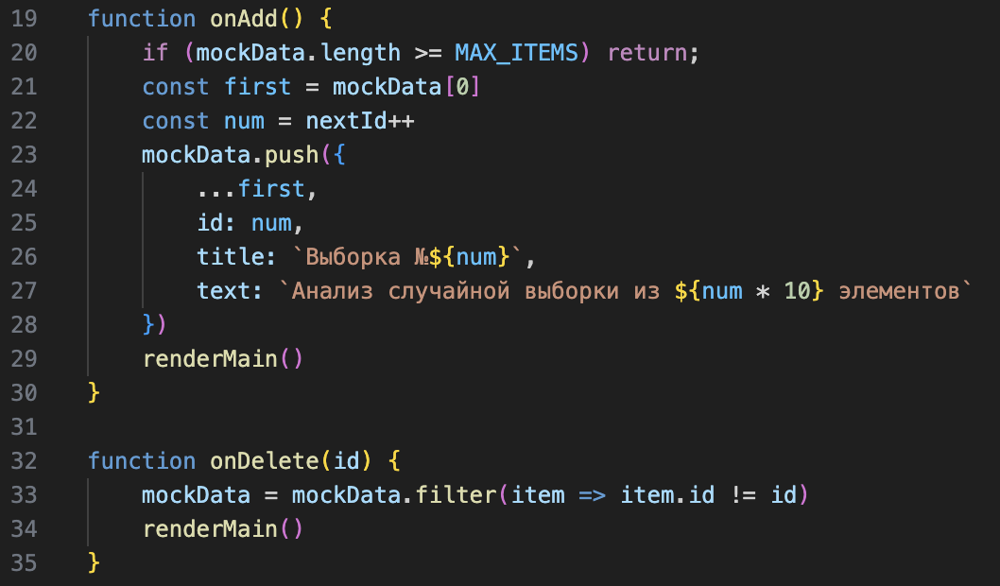 19 function onAdd() {
20 if (mockData.length >= MAX_ITEMS) return;
21 const first = mockData[0]
22 const num = nextId++
23 mockData.push({
24 ...first,
25 id: num,
26 title: `Выборка №${num}`,
27 text: `Анализ случайной выборки из ${num * 10} элементов`
28 })
29 renderMain()
30 }
31
32 function onDelete(id) {
33 mockData = mockData.filter(item => item.id != id)
34 renderMain()
35 }